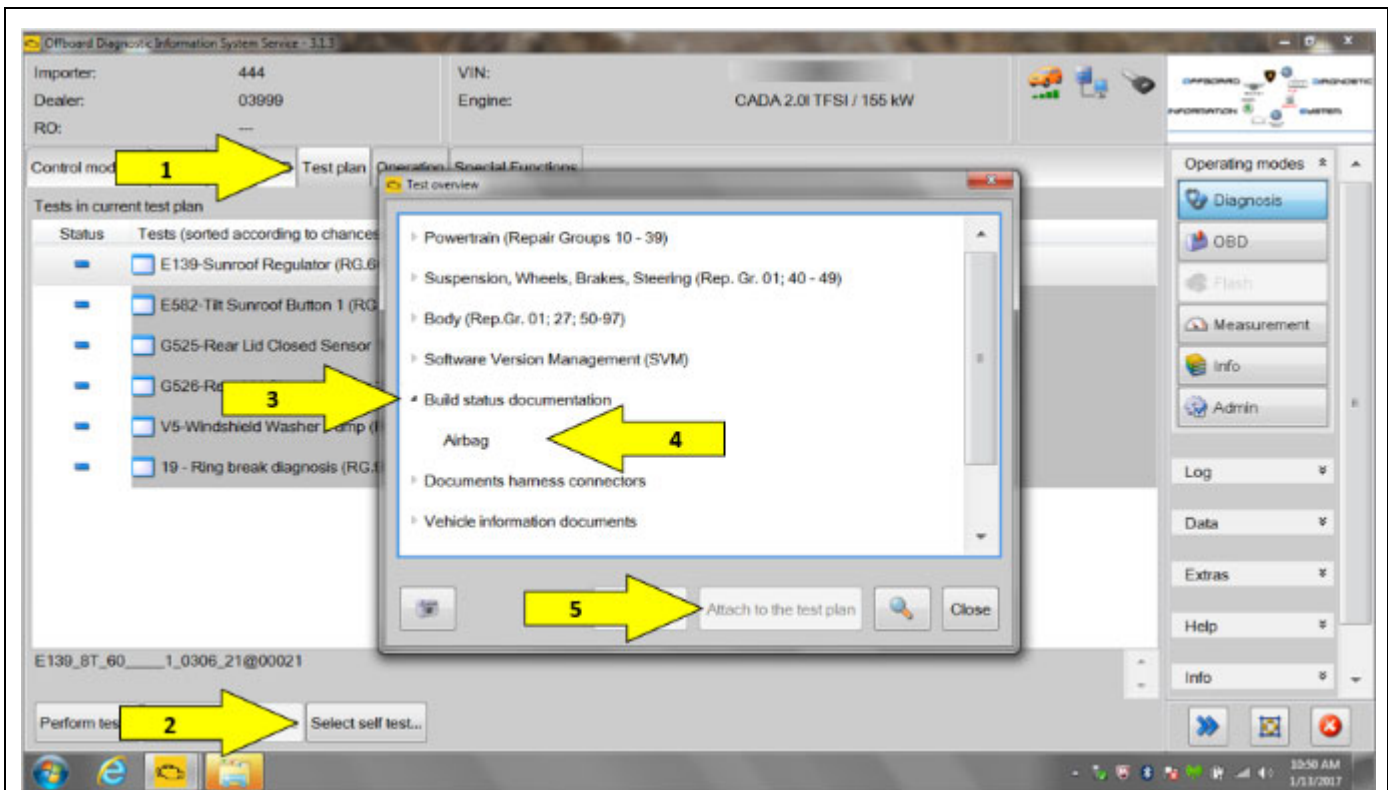 Offboard Diagnostic Information System Service - 3.1.3
Importer: 444 VIN:
Dealer: 03999 Engine: CADA 2.0l TFSI / 155 kW
RO: ---
OFFBOARD DIAGNOSTIC
INFORMATION SYSTEM
Control mod 1 Test plan Operation Special Functions
Tests in current test plan
Status Tests (sorted according to chances
E139-Sunroof Regulator (RG.6
E582-Tilt Sunroof Button 1 (RG
G525-Rear Lid Closed Sensor
G526-Re
V5-Windshield Washer Pump (
19 - Ring break diagnosis (RG.
Test overview
Powertrain (Repair Groups 10 - 39)
Suspension, Wheels, Brakes, Steering (Rep. Gr. 01; 40 - 49)
Body (Rep.Gr. 01; 27; 50-97)
Software Version Management (SVM)
3 Build status documentation
Airbag 4
Documents harness connectors
Vehicle information documents
5 Attach to the test plan Close
E139_8T_60____1_0306_21@00021
Perform tes 2 Select self test...
Operating modes
Diagnosis
OBD
Flash
Measurement
Info
Admin
Log
Data
Extras
Help
Info
10:50 AM
1/13/2017